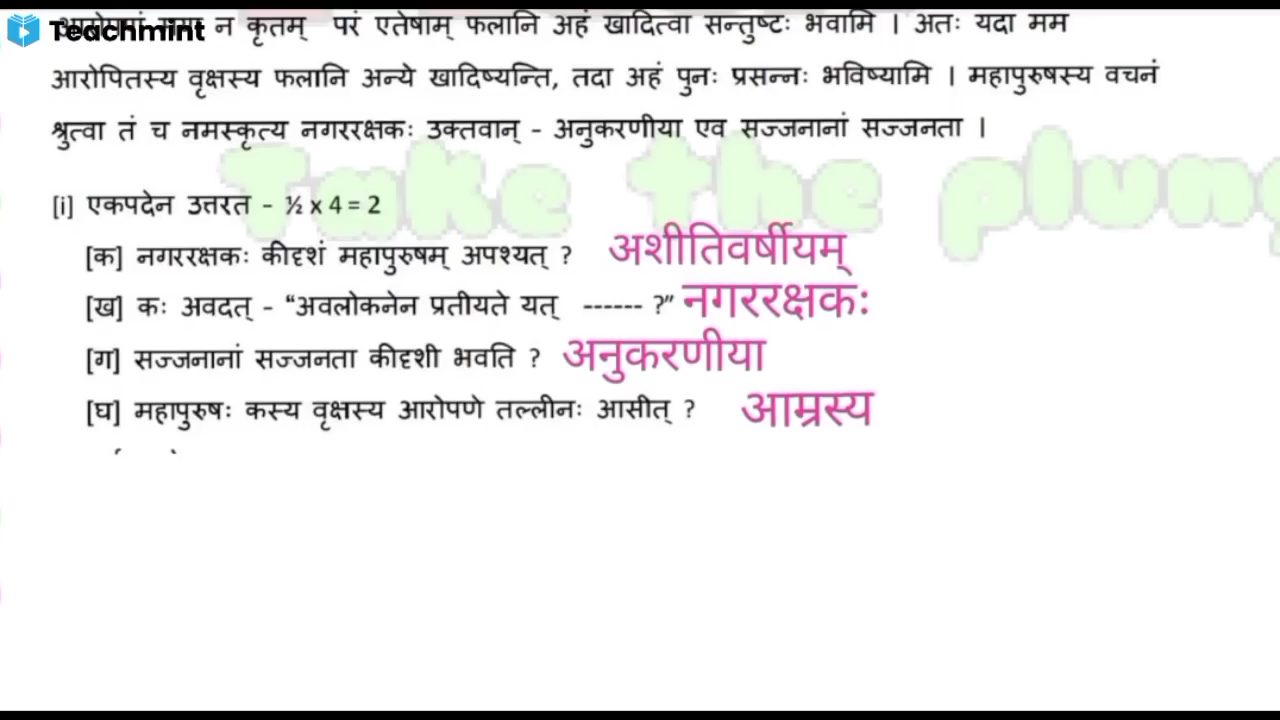 Teachmint
न कृतम् परं एतेषाम् फलानि अहं खादित्वा सन्तुष्टः भवामि । अतः यदा मम
आरोपितस्य वृक्षस्य फलानि अन्ये खादिष्यन्ति, तदा अहं पुनः प्रसन्नः भविष्यामि । महापुरुषस्य वचनं
श्रुत्वा तं च नमस्कृत्य नगररक्षकः उक्तवान् - अनुकरणीया एव सज्जनानां सज्जनता ।
Take the plung
[i] एकपदेन उत्तरत - ½ x 4 = 2
[क] नगररक्षकः कीदृशं महापुरुषम् अपश्यत् ? अशीतिवर्षीयम्
[ख] कः अवदत् - “अवलोकनेन प्रतीयते यत् ------ ?” नगररक्षकः
[ग] सज्जनानां सज्जनता कीदृशी भवति ? अनुकरणीया
[घ] महापुरुषः कस्य वृक्षस्य आरोपणे तल्लीनः आसीत् ? आम्रस्य